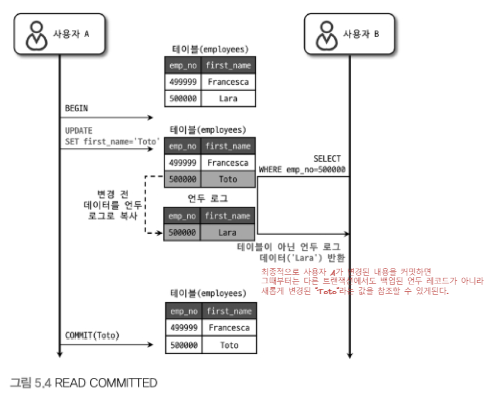 사용자 A
사용자 B
테이블(employees)
emp_no first_name
499999 Francesca
500000 Lara
BEGIN
UPDATE
SET first_name='Toto'
테이블(employees)
emp_no first_name
499999 Francesca
500000 Toto
SELECT
WHERE emp_no=500000
변경 전
데이터를 언두
로그로 복사
언두 로그
emp_no first_name
500000 Lara
테이블이 아닌 언두 로그
데이터('Lara') 반환
최종적으로 사용자 A가 변경된 내용을 커밋하면
그때부터는 다른 트랜잭션에서도 백업된 언두 레코드가 아니라
새롭게 변경된 "Toto"라는 값을 참조할 수 있게된다.
테이블(employees)
emp_no first_name
499999 Francesca
500000 Toto
COMMIT(Toto)
그림 5.4 READ COMMITTED